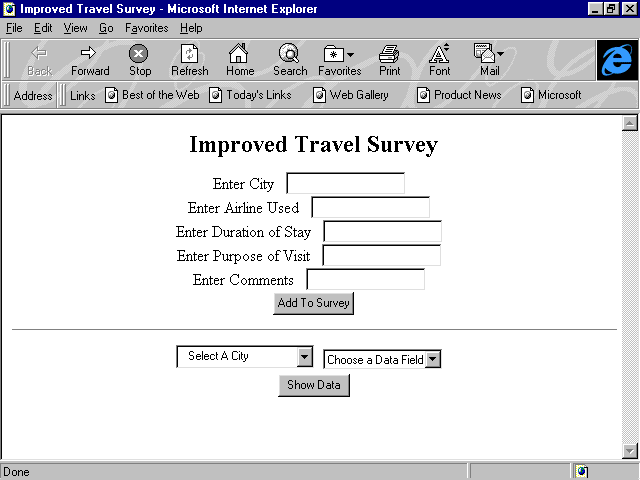 Improved Travel Survey - Microsoft Internet Explorer
File Edit View Go Favorites Help
Back Forward Stop Refresh Home Search Favorites Print Font Mail
Address Links Best of the Web Today's Links Web Gallery Product News Microsoft
Improved Travel Survey
Enter City
Enter Airline Used
Enter Duration of Stay
Enter Purpose of Visit
Enter Comments
Add To Survey
Select A City Choose a Data Field
Show Data
Done